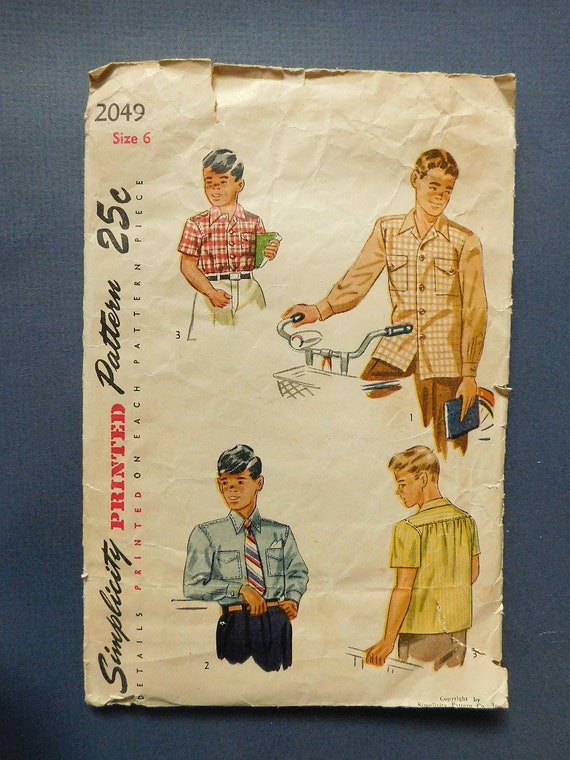 2049
Size 6
Simplicity PRINTED Pattern 25c
DETAILS PRINTED ON EACH PATTERN PIECE
3
1
2
3
Copyright by
Simplicity Pattern Co.